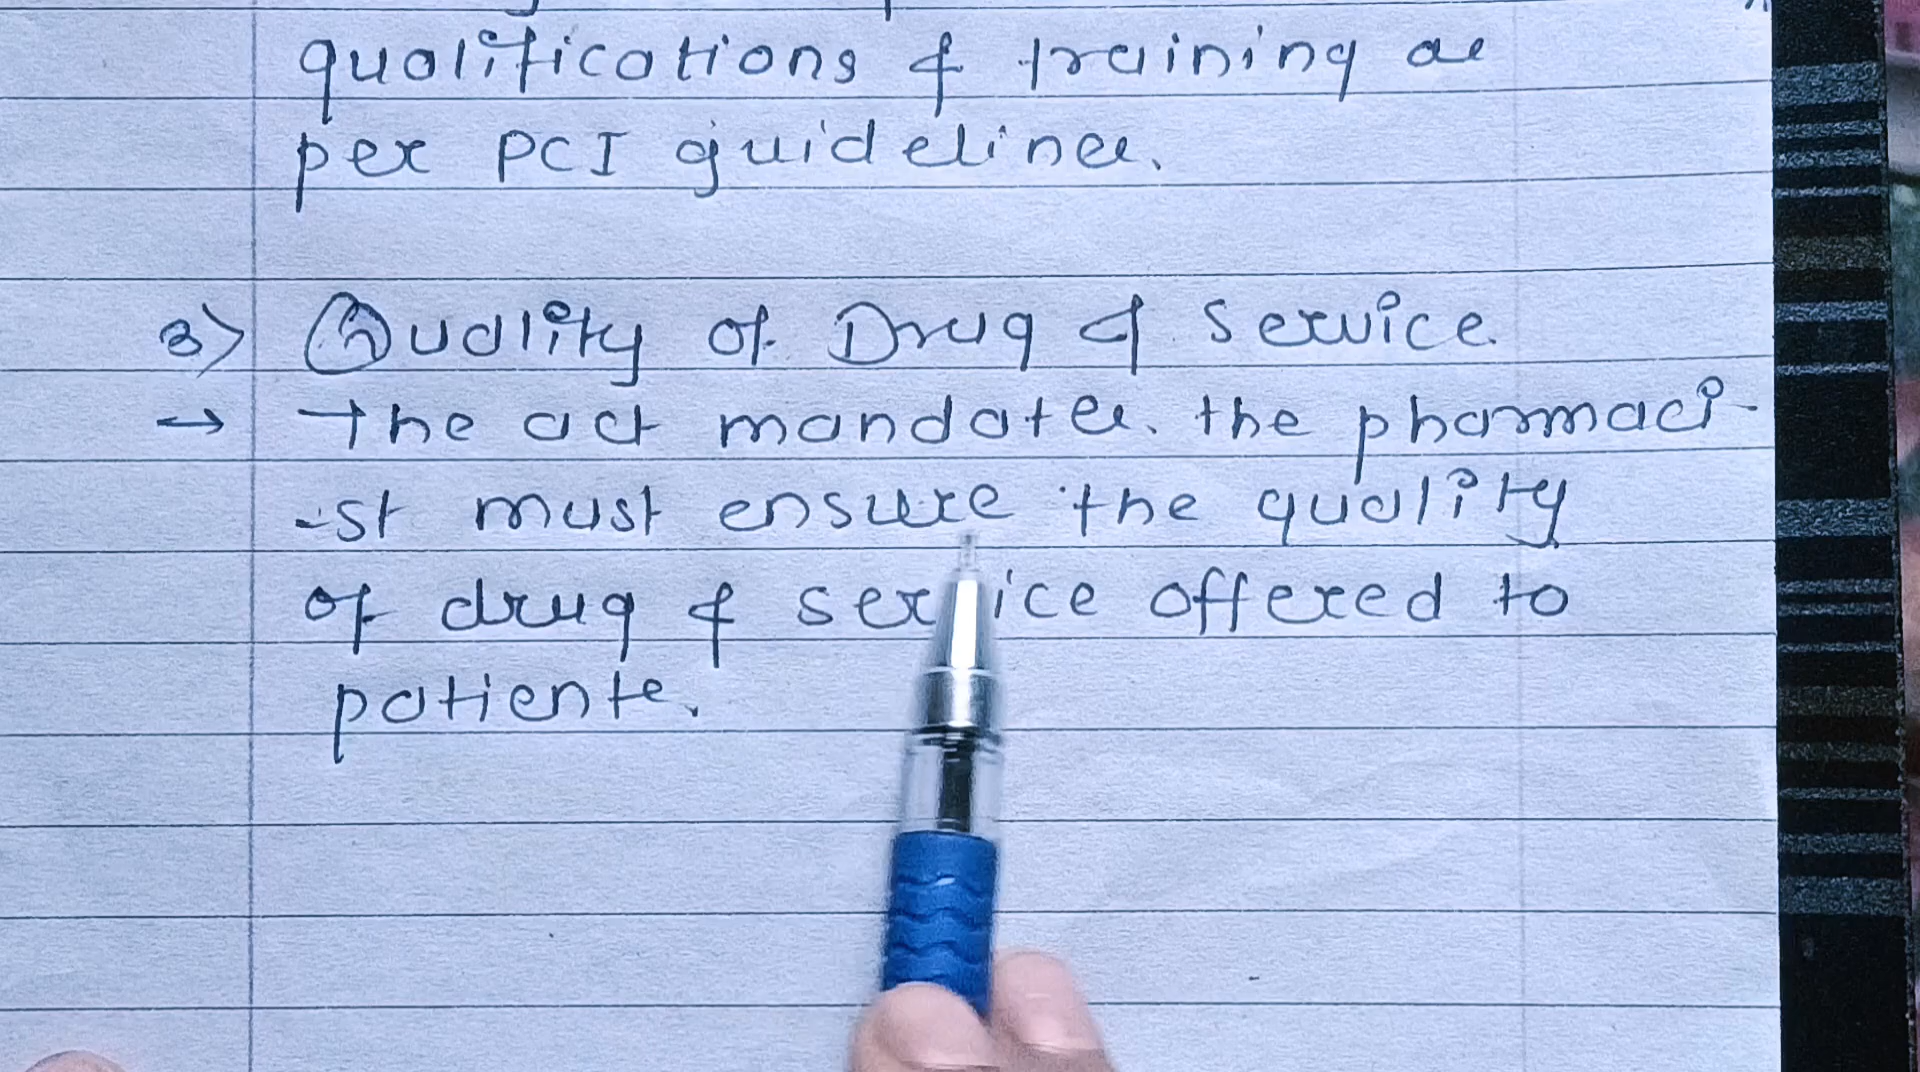 qualifications & training as
per PCI guidelines.
3) Quality of Drug & Service
→ The act mandates the pharmaci-
-st must ensure the quality
of drug & service offered to
patients.